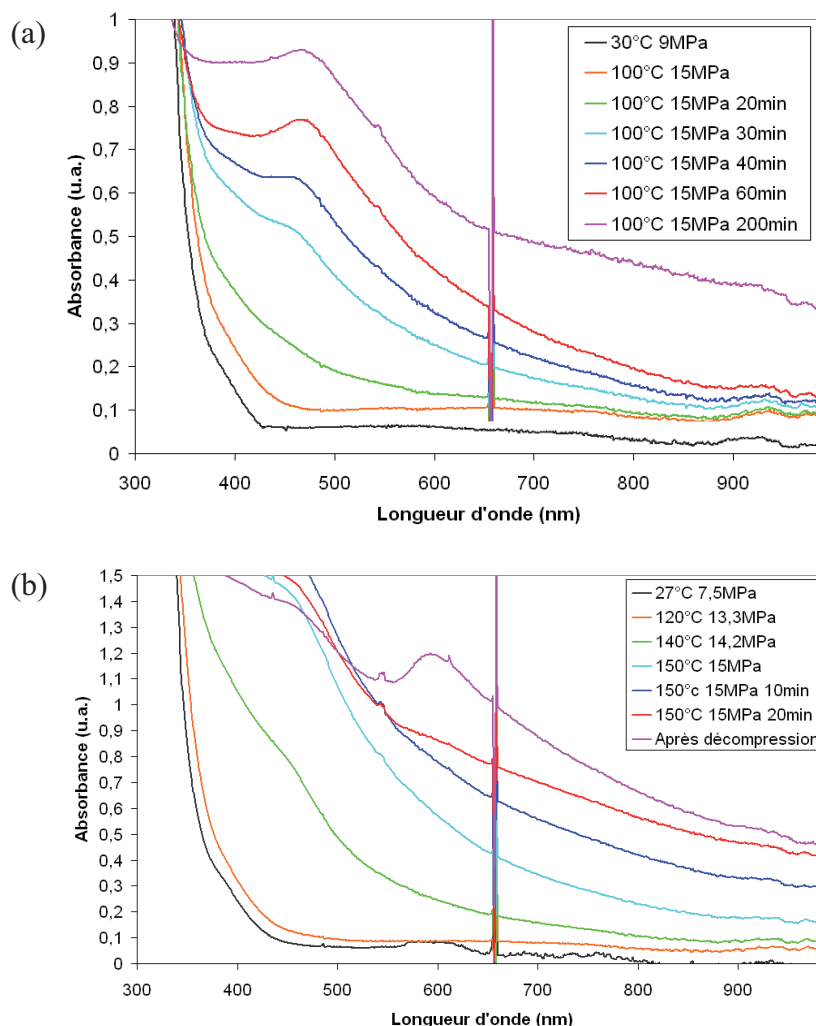 (a)
1
0,9
0,8
0,7
0,6
0,5
0,4
0,3
0,2
0,1
0
Absorbance (u.a.)
300 400 500 600 700 800 900
Longueur d'onde (nm)
30°C 9MPa
100°C 15MPa
100°C 15MPa 20min
100°C 15MPa 30min
100°C 15MPa 40min
100°C 15MPa 60min
100°C 15MPa 200min
(b)
1,5
1,4
1,3
1,2
1,1
1
0,9
0,8
0,7
0,6
0,5
0,4
0,3
0,2
0,1
0
Absorbance (u.a.)
300 400 500 600 700 800 900
Longueur d'onde (nm)
27°C 7,5MPa
120°C 13,3MPa
140°C 14,2MPa
150°C 15MPa
150°c 15MPa 10min
150°C 15MPa 20min
Après décompression